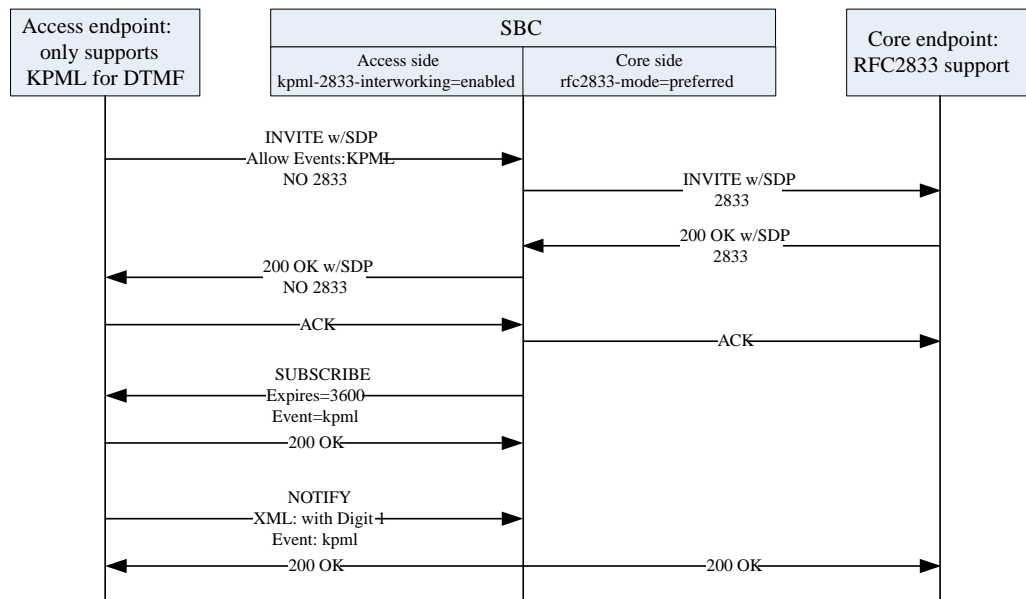 Access endpoint:
only supports
KPML for DTMF
SBC
Access side
kpml-2833-interworking=enabled
Core side
rfc2833-mode=preferred
Core endpoint:
RFC2833 support
INVITE w/SDP
Allow Events:KPML
NO 2833
INVITE w/SDP
2833
200 OK w/SDP
2833
200 OK w/SDP
NO 2833
ACK
ACK
SUBSCRIBE
Expires=3600
Event=kpml
200 OK
NOTIFY
XML: with Digit 1
Event: kpml
200 OK
200 OK